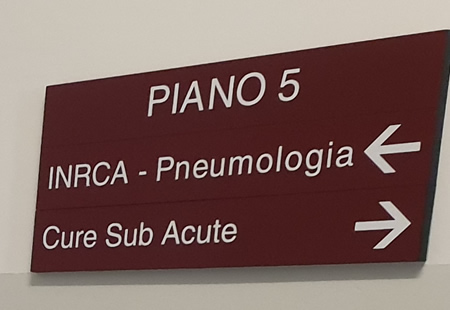 PIANO 5
INRCA - Pneumologia ←
Cure Sub Acute →